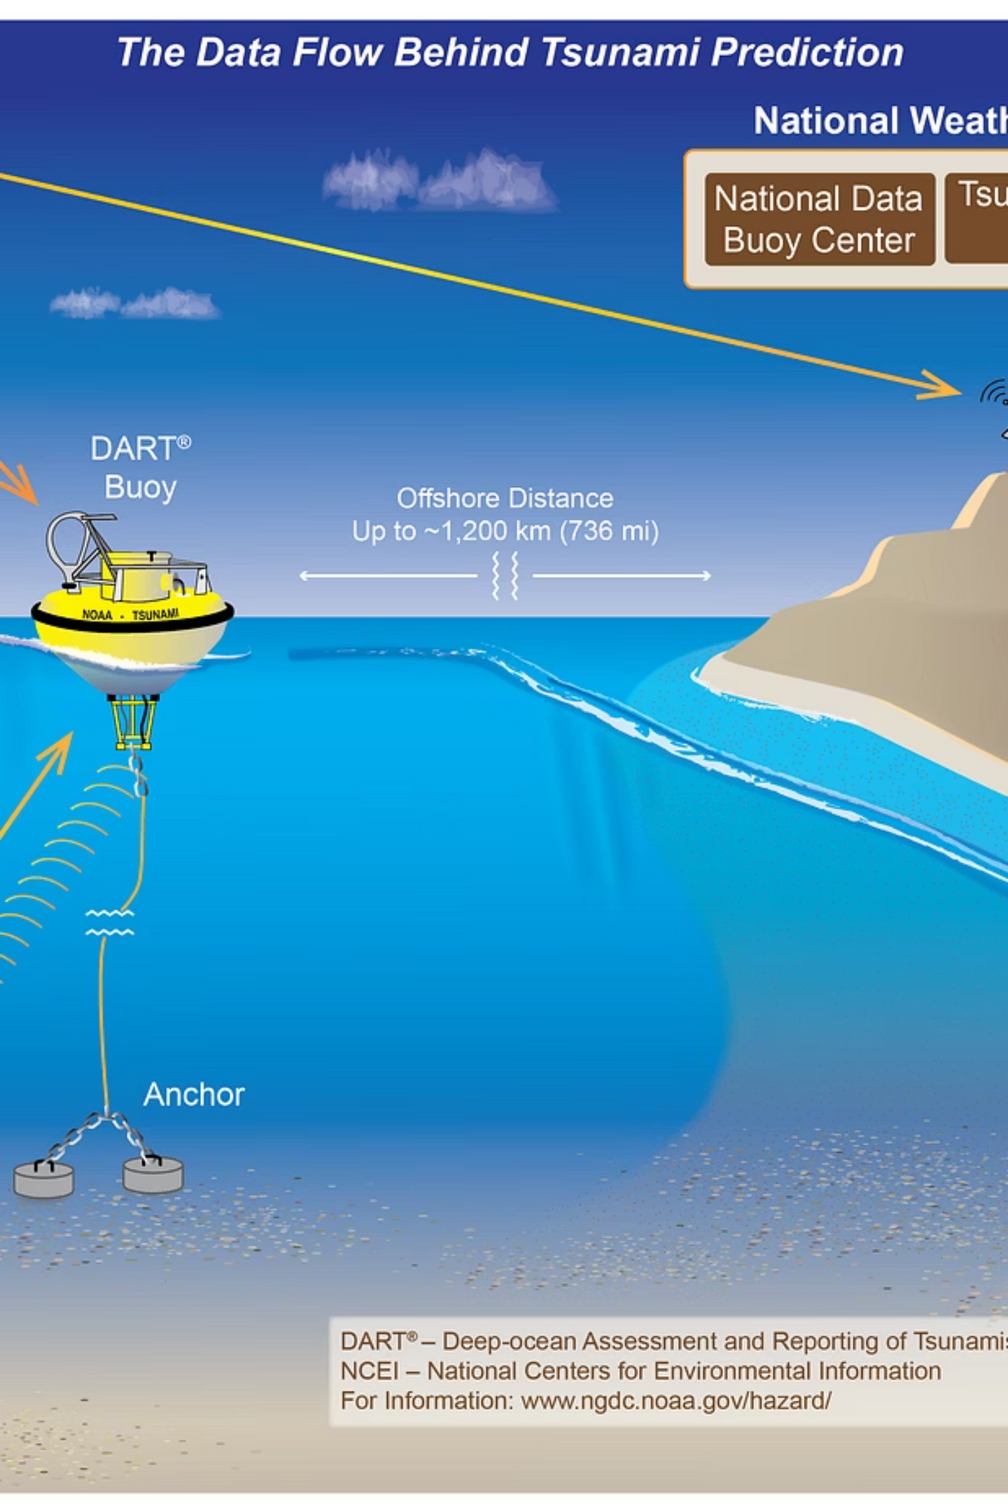 The Data Flow Behind Tsunami Prediction
National
National Data
Buoy Center
DART®
Buoy
Offshore Distance
Up to ~1,200 km (736 mi)
NOAA - TSUNAMI
Anchor
DART® – Deep-ocean Assessment and Reporting of Tsunamis
NCEI – National Centers for Environmental Information
For Information: www.ngdc.noaa.gov/hazard/